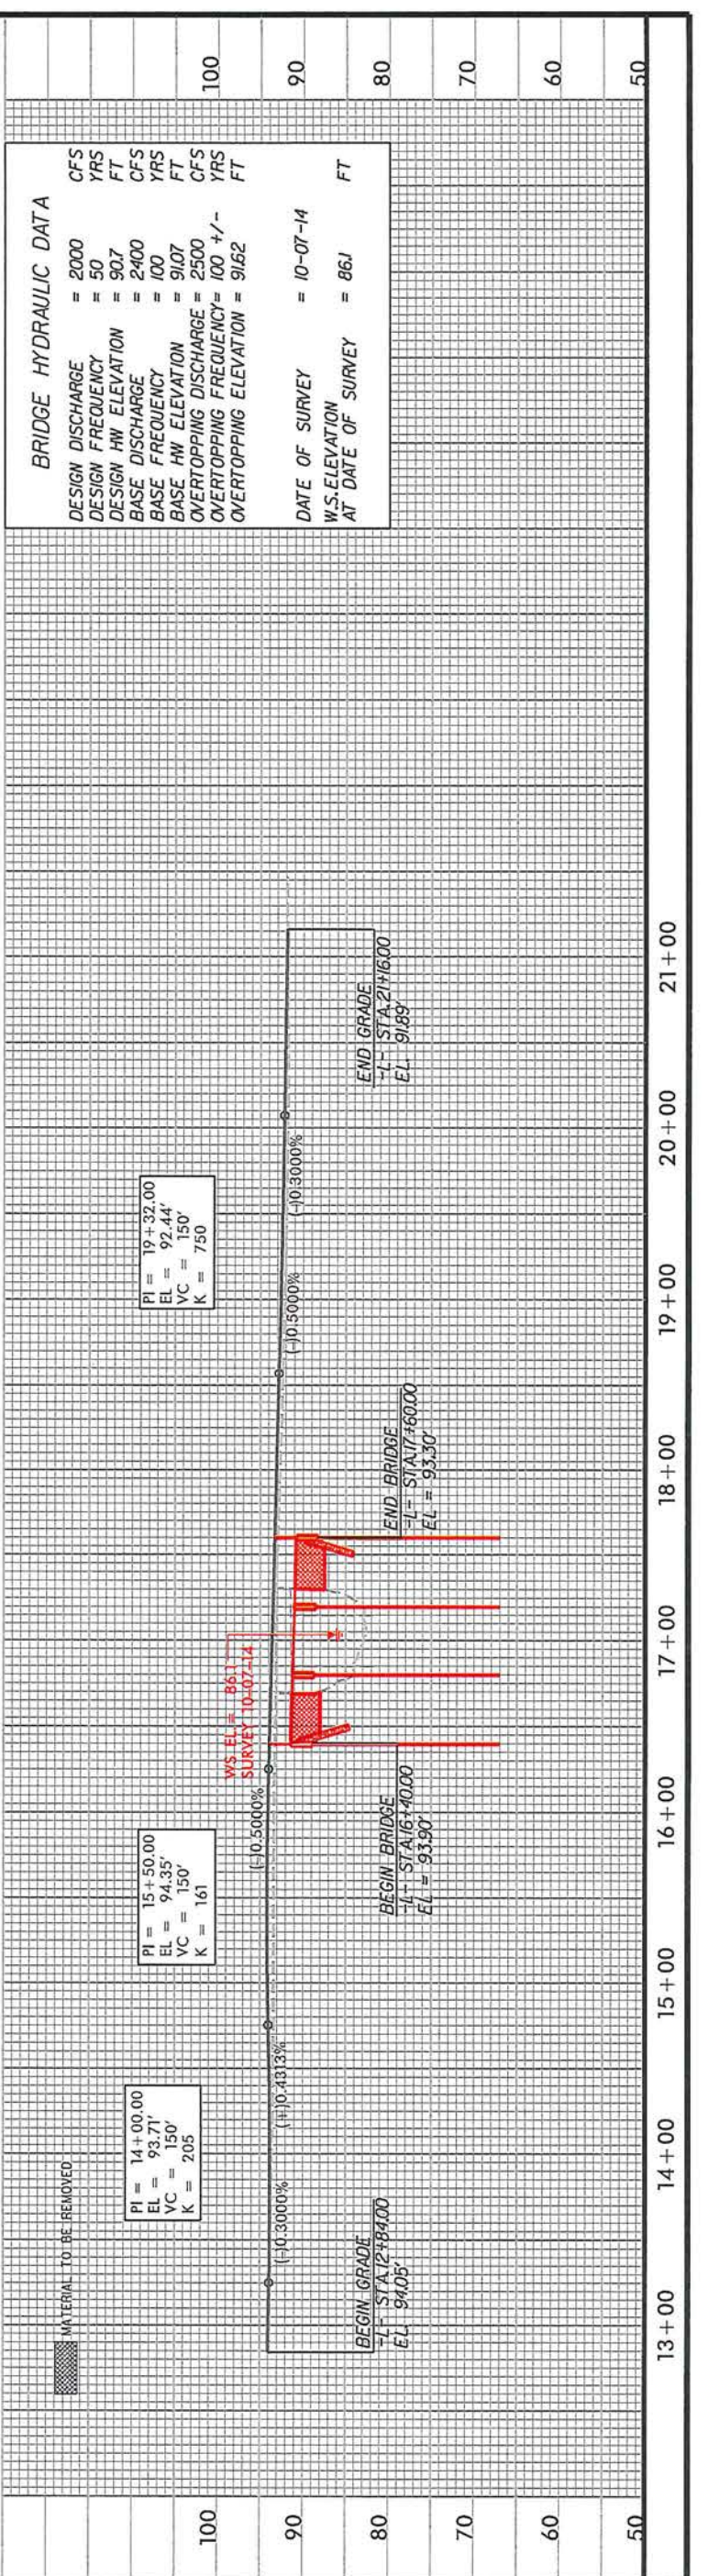 BRIDGE HYDRAULIC DATA
DESIGN DISCHARGE = 2000 CFS
DESIGN FREQUENCY = 50 YRS
DESIGN HW ELEVATION = 90.7 FT
BASE DISCHARGE = 2400 CFS
BASE FREQUENCY = 100 YRS
BASE HW ELEVATION = 91.07 FT
OVERTOPPING DISCHARGE = 2500 CFS
OVERTOPPING FREQUENCY = 100 +/- YRS
OVERTOPPING ELEVATION = 91.62 FT
DATE OF SURVEY = 10-07-14
W.S. ELEVATION
AT DATE OF SURVEY = 86.1 FT
MATERIAL TO BE REMOVED
PI = 14+00.00
EL = 93.71'
VC = 150'
K = 205
PI = 15+50.00
EL = 94.35'
VC = 150'
K = 161
PI = 19+32.00
EL = 92.44'
VC = 150'
K = 750
(-)0.3000%
(+)0.4313%
(-)0.5000%
WS EL.= 86.1'
SURVEY 10-07-14
(-)0.5000%
(-)0.3000%
BEGIN GRADE
-L- STA.12+84.00
EL. 94.05'
BEGIN BRIDGE
-L- STA.16+40.00
EL = 93.90'
END BRIDGE
-L- STA.17+60.00
EL = 93.30'
END GRADE
-L- STA.21+16.00
EL. 91.89'
100
90
80
70
60
50
100
90
80
70
60
50
13+00
14+00
15+00
16+00
17+00
18+00
19+00
20+00
21+00